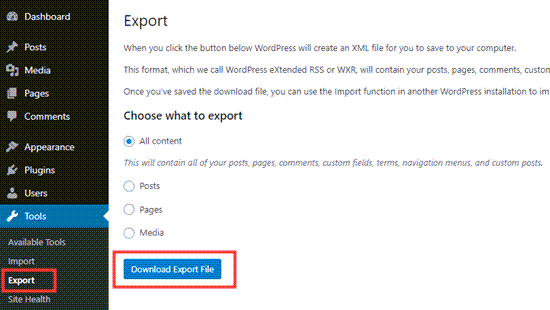 Dashboard
Posts
Media
Pages
Comments
Appearance
Plugins
Users
Tools
Available Tools
Import
Export
Site Health
Export
When you click the button below WordPress will create an XML file for you to save to your computer.
This format, which we call WordPress eXtended RSS or WXR, will contain your posts, pages, comments, custom
Once you've saved the download file, you can use the Import function in another WordPress installation to im
Choose what to export
All content
This will contain all of your posts, pages, comments, custom fields, terms, navigation menus, and custom posts.
Posts
Pages
Media
Download Export File